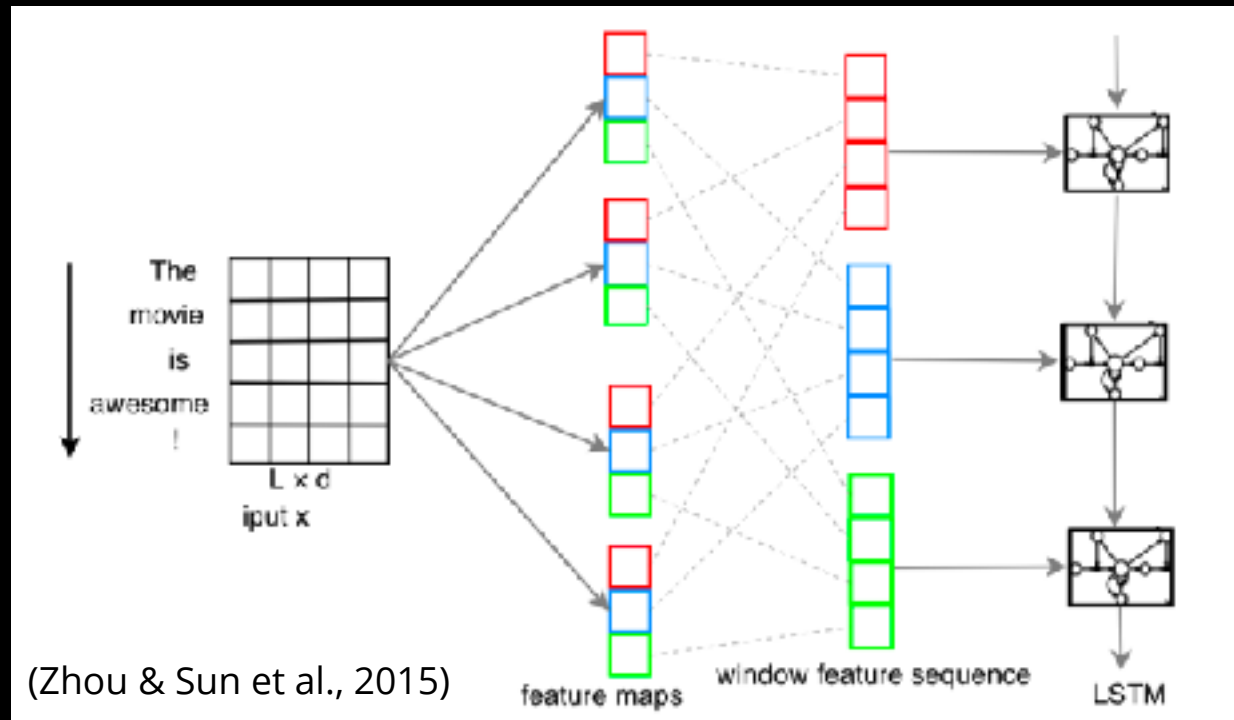 The
movie
is
awesome
!
L × d
iput x
feature maps
window feature sequence
LSTM
(Zhou & Sun et al., 2015)